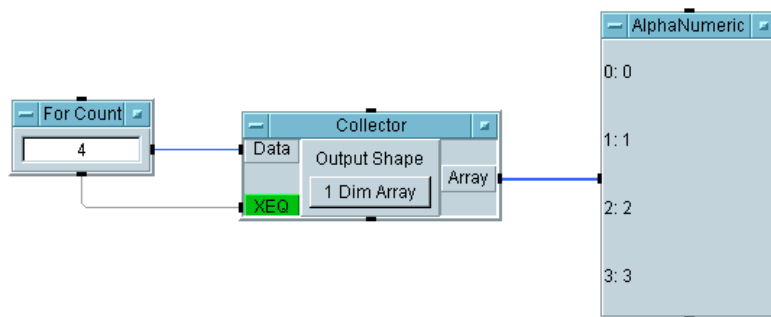 For Count
4
Collector
Data
Output Shape
1 Dim Array
XEQ
Array
AlphaNumeric
0: 0
1: 1
2: 2
3: 3